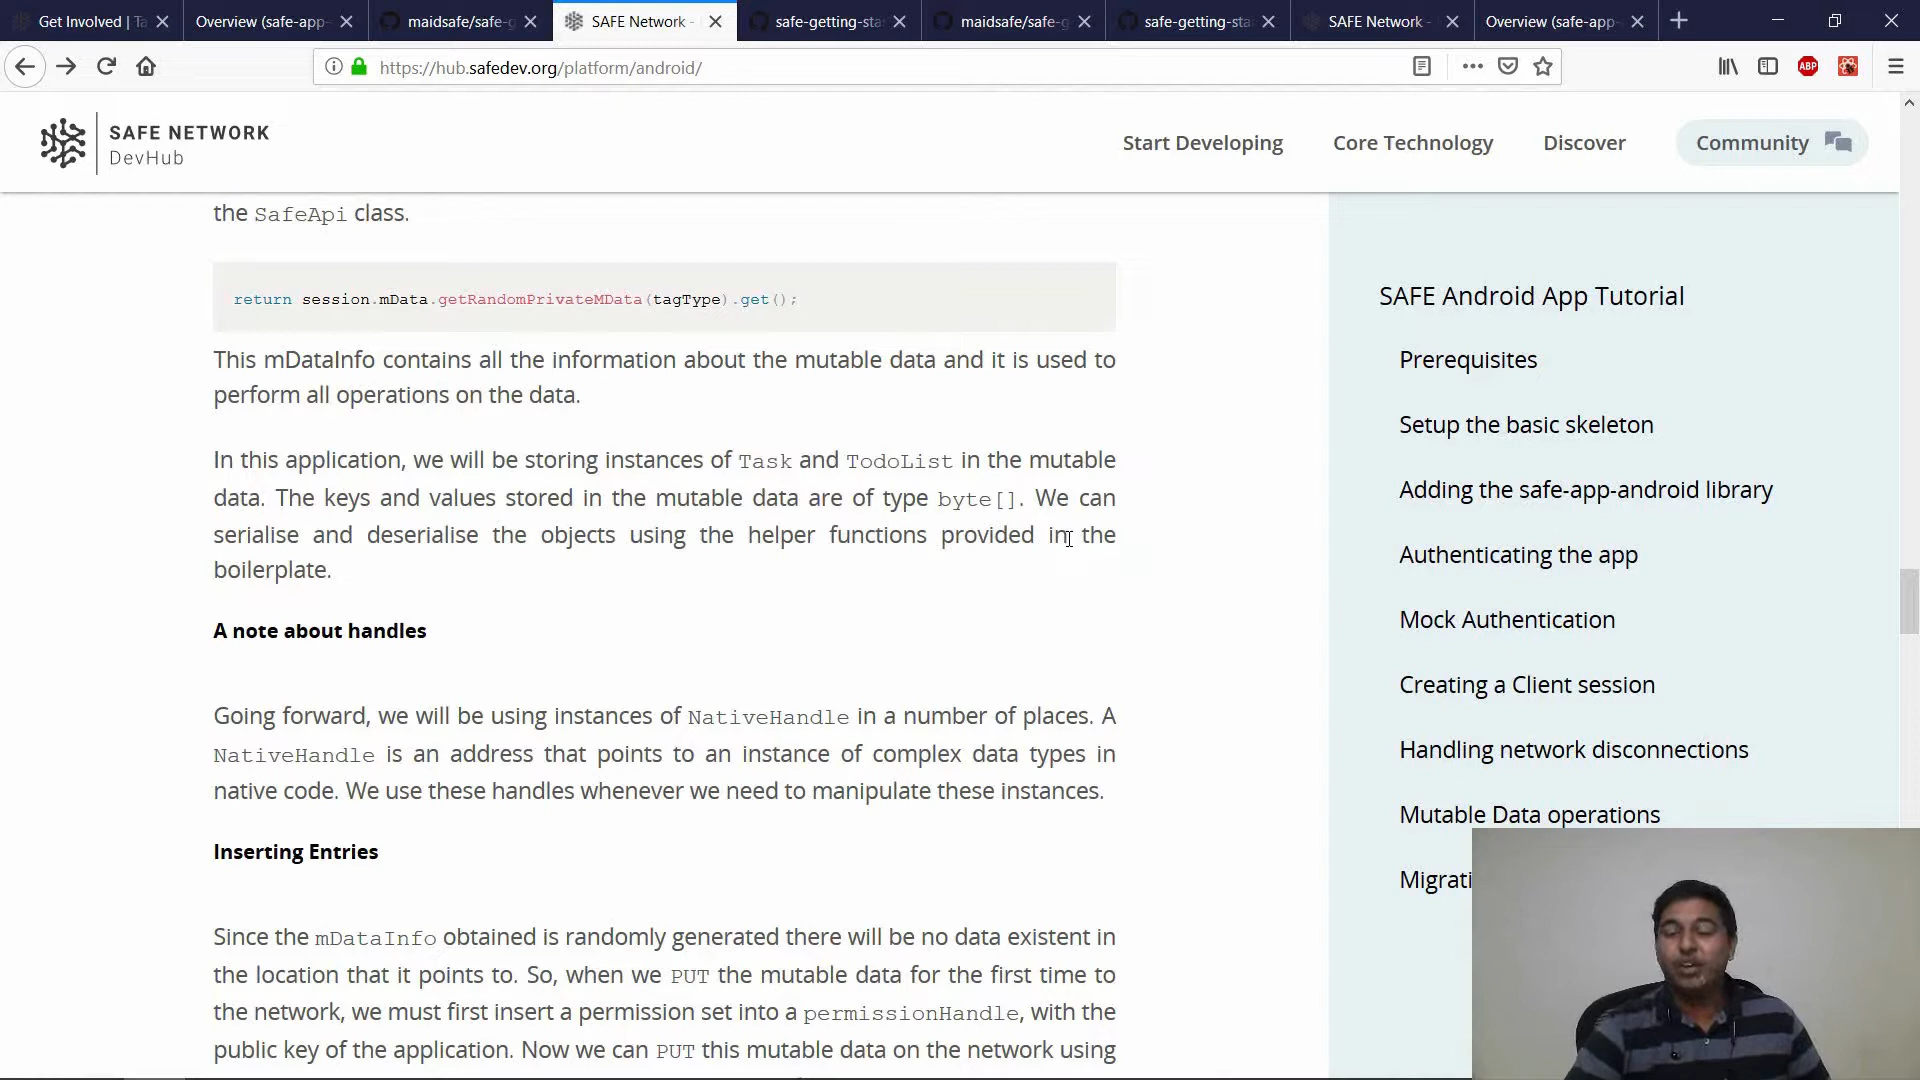 Get Involved | Ta
Overview (safe-app-
maidsafe/safe-g
SAFE Network -
safe-getting-sta
maidsafe/safe-g
safe-getting-sta
SAFE Network -
Overview (safe-app-
https://hub.safedev.org/platform/android/
ABP
SAFE NETWORK
DevHub
Start Developing
Core Technology
Discover
Community
the SafeApi class.
return session.mData.getRandomPrivateMData(tagType).get();
This mDataInfo contains all the information about the mutable data and it is used to
perform all operations on the data.
In this application, we will be storing instances of Task and TodoList in the mutable
data. The keys and values stored in the mutable data are of type byte[]. We can
serialise and deserialise the objects using the helper functions provided in the
boilerplate.
A note about handles
Going forward, we will be using instances of NativeHandle in a number of places. A
NativeHandle is an address that points to an instance of complex data types in
native code. We use these handles whenever we need to manipulate these instances.
Inserting Entries
Since the mDataInfo obtained is randomly generated there will be no data existent in
the location that it points to. So, when we PUT the mutable data for the first time to
the network, we must first insert a permission set into a permissionHandle, with the
public key of the application. Now we can PUT this mutable data on the network using
SAFE Android App Tutorial
Prerequisites
Setup the basic skeleton
Adding the safe-app-android library
Authenticating the app
Mock Authentication
Creating a Client session
Handling network disconnections
Mutable Data operations
Migrati